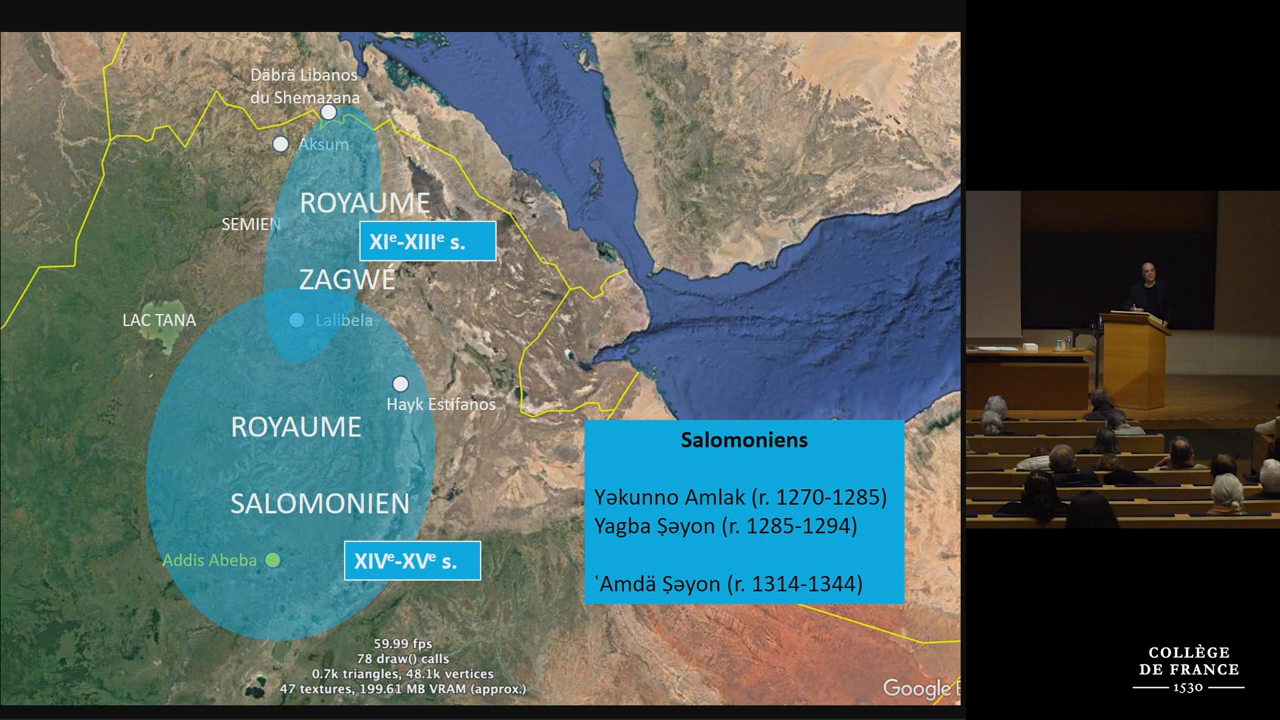 Däbrä Libanos
du Shemazana
Aksum
ROYAUME
SEMIEN
XIᵉ-XIIIᵉ s.
ZAGWÉ
LAC TANA
Lalibela
Hayk Estifanos
ROYAUME
SALOMONIEN
Addis Abeba
XIVᵉ-XVᵉ s.
Salomoniens
Yəkunno Amlak (r. 1270-1285)
Yagba Ṣəyon (r. 1285-1294)
ʿAmdä Ṣəyon (r. 1314-1344)
59.99 fps
78 draw() calls
0.7k triangles, 48.1k vertices
47 textures, 199.61 MB VRAM (approx.)
Google E
COLLÈGE
DE FRANCE
1530